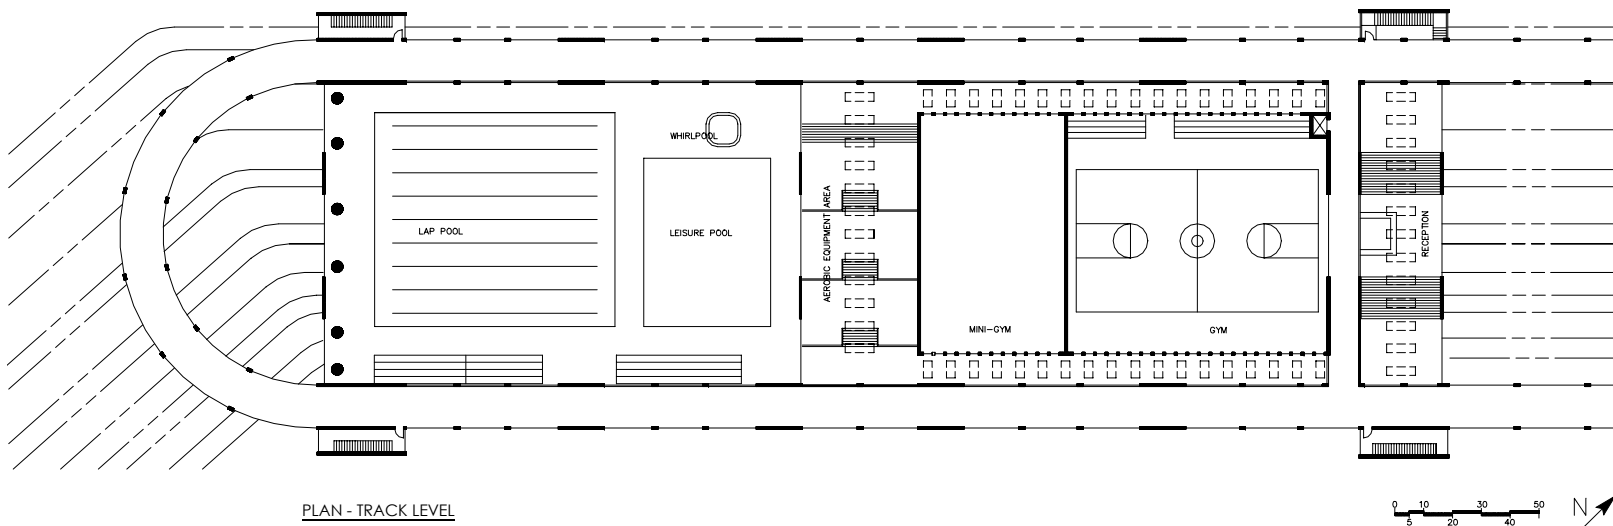 WHIRLPOOL
LAP POOL
LEISURE POOL
AEROBIC EQUIPMENT AREA
MINI-GYM
GYM
RECEPTION
PLAN - TRACK LEVEL
0 10 30 50
5 20 40
N